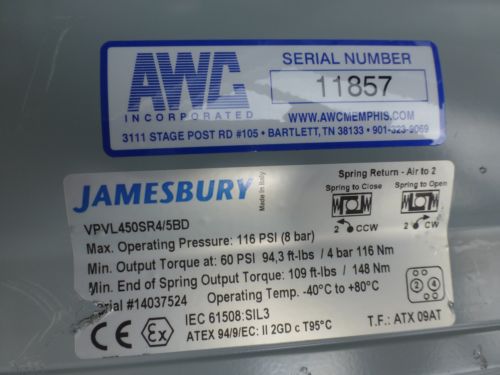 AWC
INCORPORATED
SERIAL NUMBER
11857
WWW.AWCMEMPHIS.COM
3111 STAGE POST RD #105 • BARTLETT, TN 38133 • 901-323-9069
JAMESBURY
Made in Italy
Spring Return - Air to 2
Spring to Close
Spring to Open
2 CCW
2 CW
VPVL450SR4/5BD
Max. Operating Pressure: 116 PSI (8 bar)
Min. Output Torque at: 60 PSI 94,3 ft-lbs / 4 bar 116 Nm
Min. End of Spring Output Torque: 109 ft-lbs / 148 Nm
Serial #14037524 Operating Temp. -40°C to +80°C
2 4
CE Ex
IEC 61508:SIL3
ATEX 94/9/EC: II 2GD c T95°C
T.F.: ATX 09AT